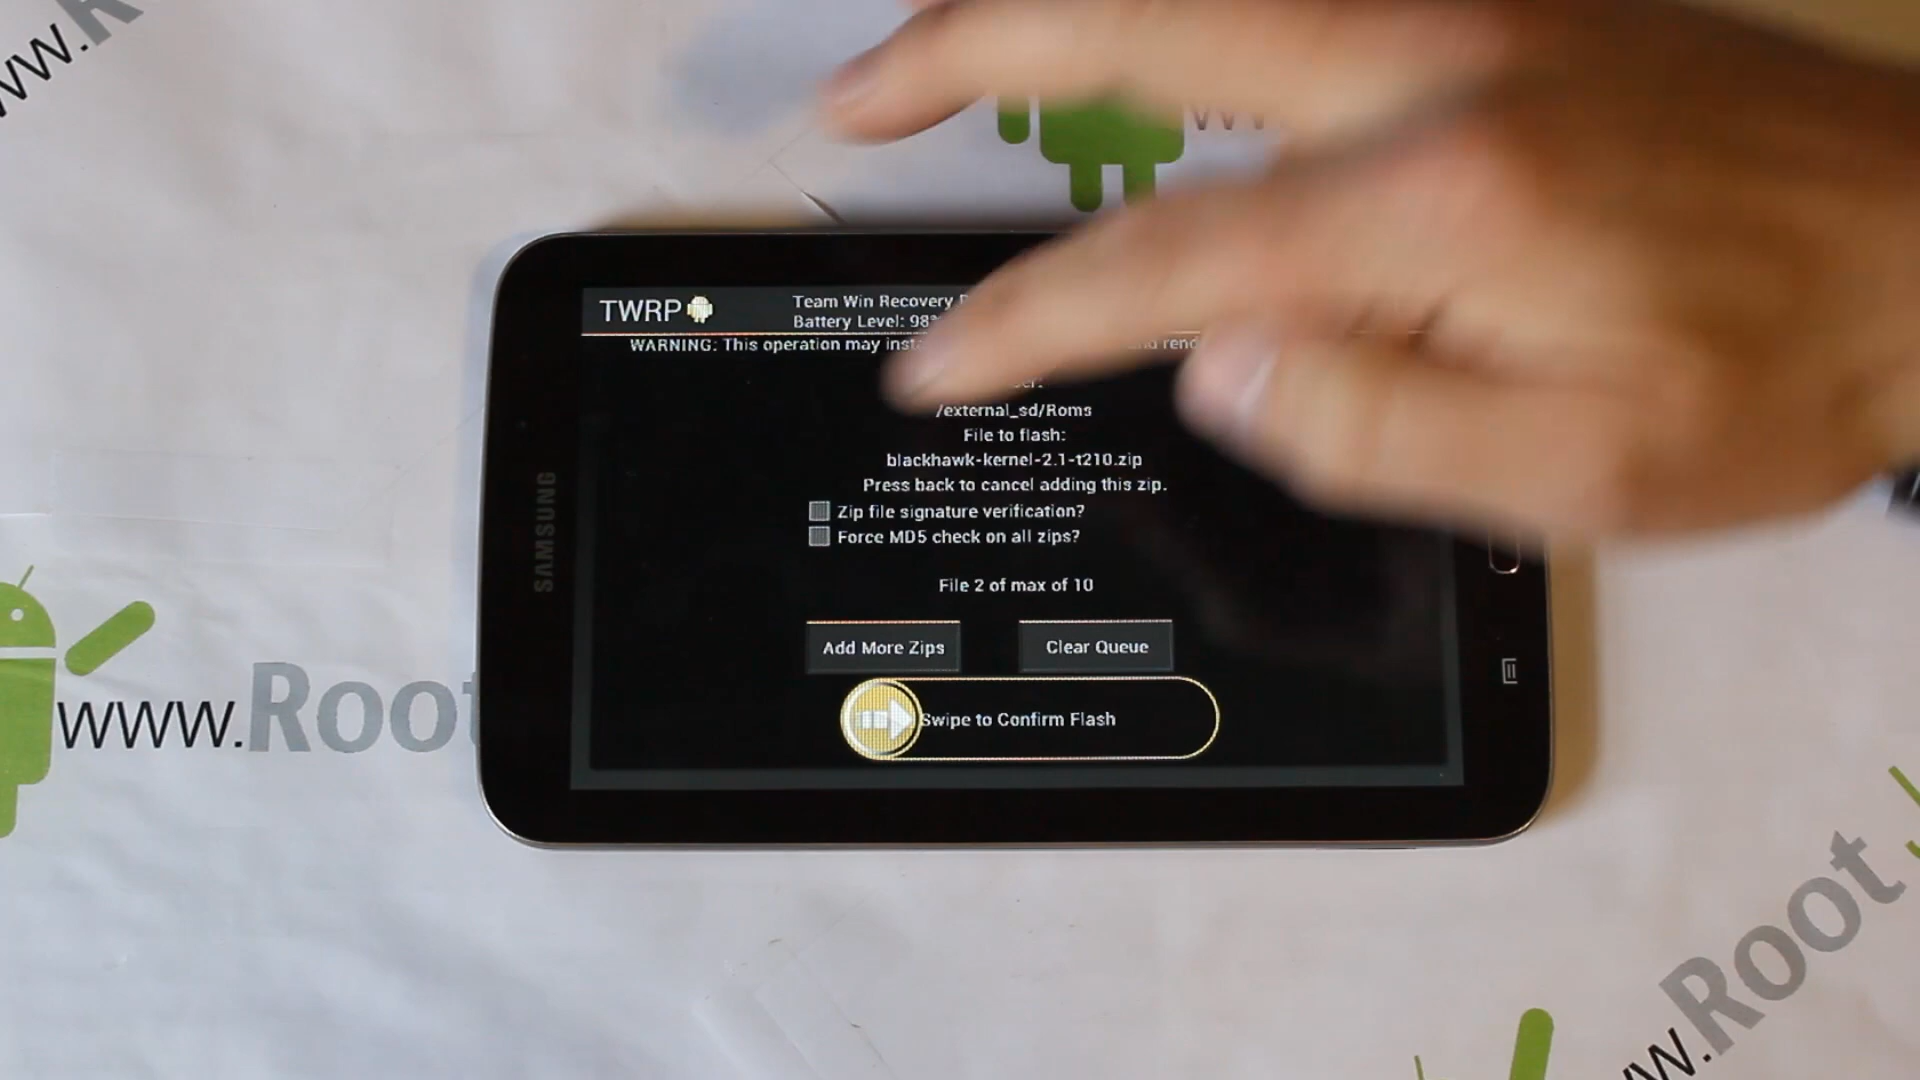 www.
TWRP
Team Win Recovery
Battery Level: 98%
WARNING: This operation may
/external_sd/Roms
File to flash:
blackhawk-kernel-2.1-t210.zip
Press back to cancel adding this zip.
Zip file signature verification?
Force MD5 check on all zips?
File 2 of max of 10
Add More Zips
Clear Queue
Swipe to Confirm Flash
SAMSUNG
www.Root
www.Root